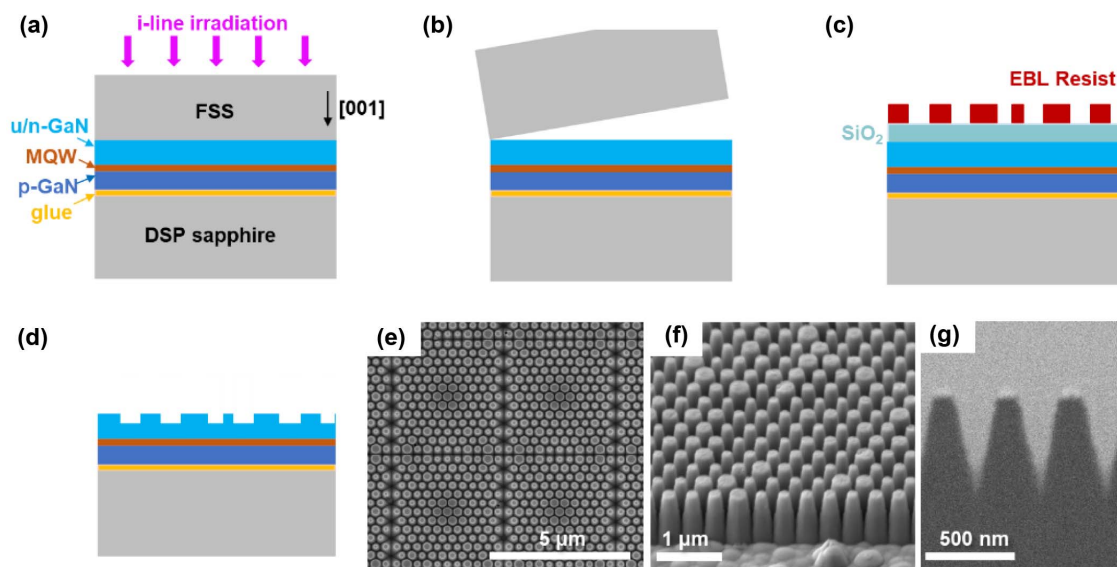 (a)
i-line irradiation
FSS
[001]
u/n-GaN
MQW
p-GaN
glue
DSP sapphire
(b)
(c)
EBL Resist
SiO₂
(d)
(e)
5 µm
(f)
1 µm
(g)
500 nm